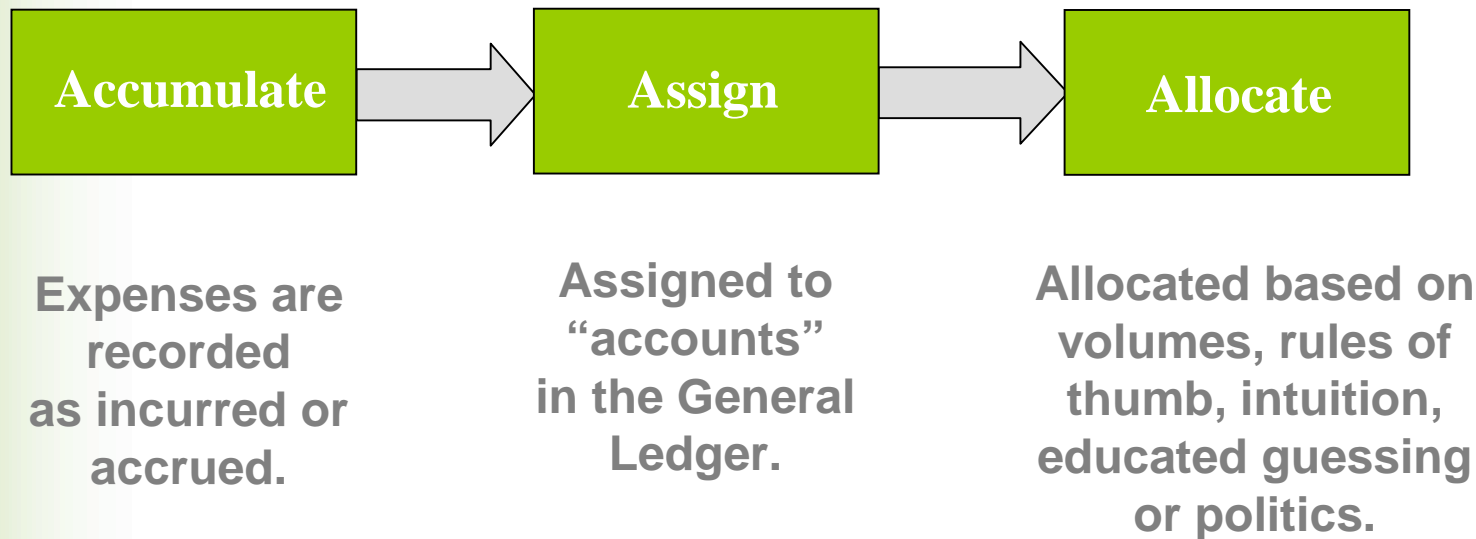 Accumulate
Assign
Allocate
Expenses are
recorded
as incurred or
accrued.
Assigned to
“accounts”
in the General
Ledger.
Allocated based on
volumes, rules of
thumb, intuition,
educated guessing
or politics.